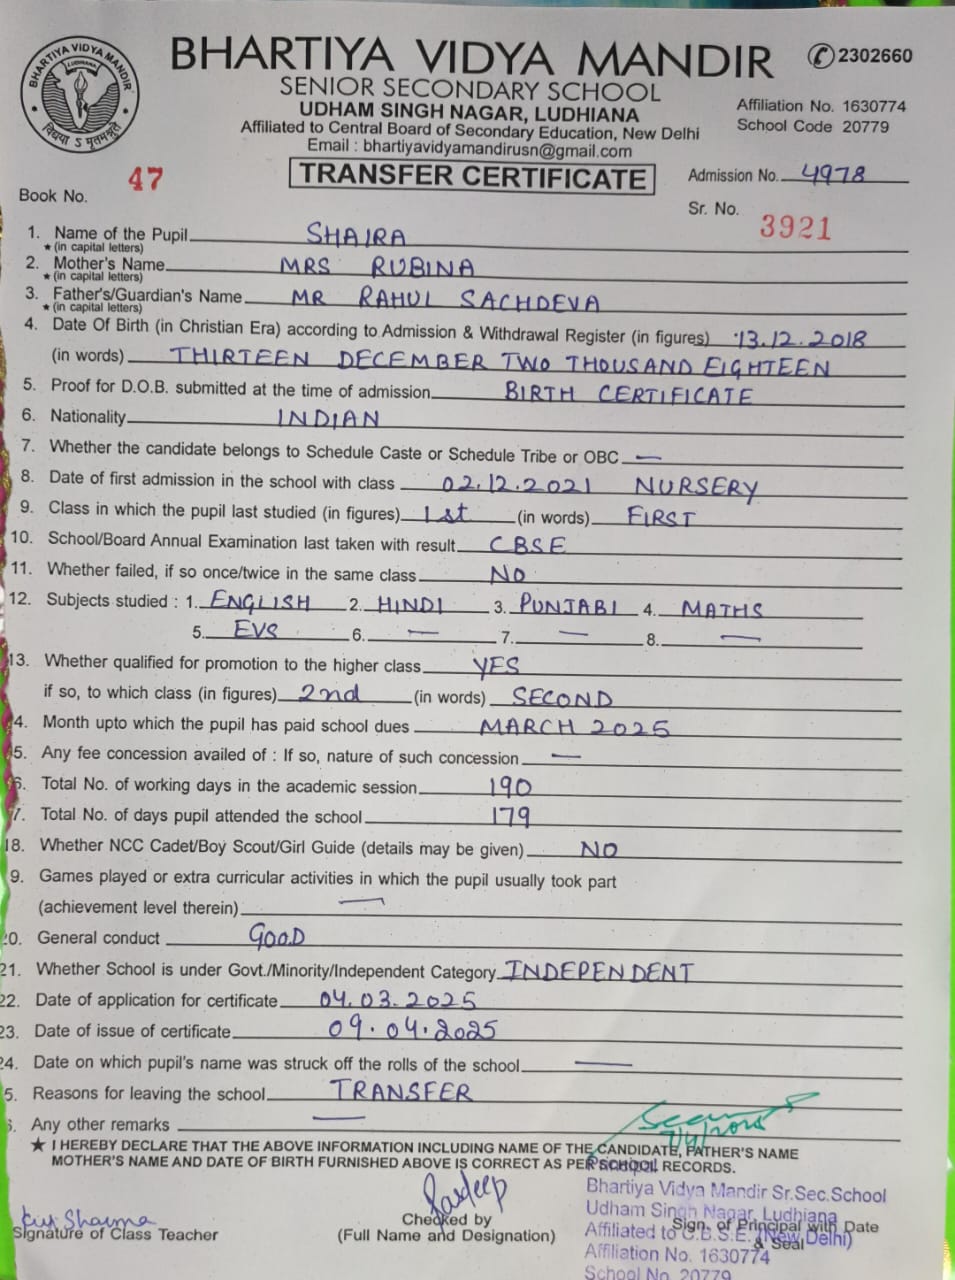 BHARTIYA VIDYA MANDIR
LUDHIANA
BHARTIYA VIDYA MANDIR 2302660
SENIOR SECONDARY SCHOOL
UDHAM SINGH NAGAR, LUDHIANA
Affiliation No. 1630774
Affiliated to Central Board of Secondary Education, New Delhi
School Code 20779
Email : bhartiyavidyamandirusn@gmail.com
TRANSFER CERTIFICATE
Admission No. 4978
Book No. 47
Sr. No. 3921
1. Name of the Pupil SHAIRA
★ (in capital letters)
2. Mother's Name MRS RUBINA
★ (in capital letters)
3. Father's/Guardian's Name MR RAHUL SACHDEVA
★ (in capital letters)
4. Date Of Birth (in Christian Era) according to Admission & Withdrawal Register (in figures) 13.12.2018
(in words) THIRTEEN DECEMBER TWO THOUSAND EIGHTEEN
5. Proof for D.O.B. submitted at the time of admission BIRTH CERTIFICATE
6. Nationality INDIAN
7. Whether the candidate belongs to Schedule Caste or Schedule Tribe or OBC —
8. Date of first admission in the school with class 02.12.2021 NURSERY
9. Class in which the pupil last studied (in figures) 1st (in words) FIRST
10. School/Board Annual Examination last taken with result CBSE
11. Whether failed, if so once/twice in the same class NO
12. Subjects studied : 1. ENGLISH 2. HINDI 3. PUNJABI 4. MATHS
5. EVS 6. — 7. — 8. —
13. Whether qualified for promotion to the higher class YES
if so, to which class (in figures) 2nd (in words) SECOND
4. Month upto which the pupil has paid school dues MARCH 2025
5. Any fee concession availed of : If so, nature of such concession —
6. Total No. of working days in the academic session 190
7. Total No. of days pupil attended the school 179
18. Whether NCC Cadet/Boy Scout/Girl Guide (details may be given) NO
9. Games played or extra curricular activities in which the pupil usually took part
(achievement level therein) —
20. General conduct GOOD
21. Whether School is under Govt./Minority/Independent Category INDEPENDENT
22. Date of application for certificate 04.03.2025
23. Date of issue of certificate 09.04.2025
24. Date on which pupil's name was struck off the rolls of the school —
5. Reasons for leaving the school TRANSFER
. Any other remarks —
★ I HEREBY DECLARE THAT THE ABOVE INFORMATION INCLUDING NAME OF THE CANDIDATE, FATHER'S NAME
MOTHER'S NAME AND DATE OF BIRTH FURNISHED ABOVE IS CORRECT AS PER SCHOOL RECORDS.
Principal
Bhartiya Vidya Mandir Sr.Sec.School
Udham Singh Nagar, Ludhiana
Affiliated to C.B.S.E. (New Delhi)
Affiliation No. 1630774
School No. 20779
Sharma
Signature of Class Teacher
Checked by
(Full Name and Designation)
Sign. of Principal with Date
& Seal